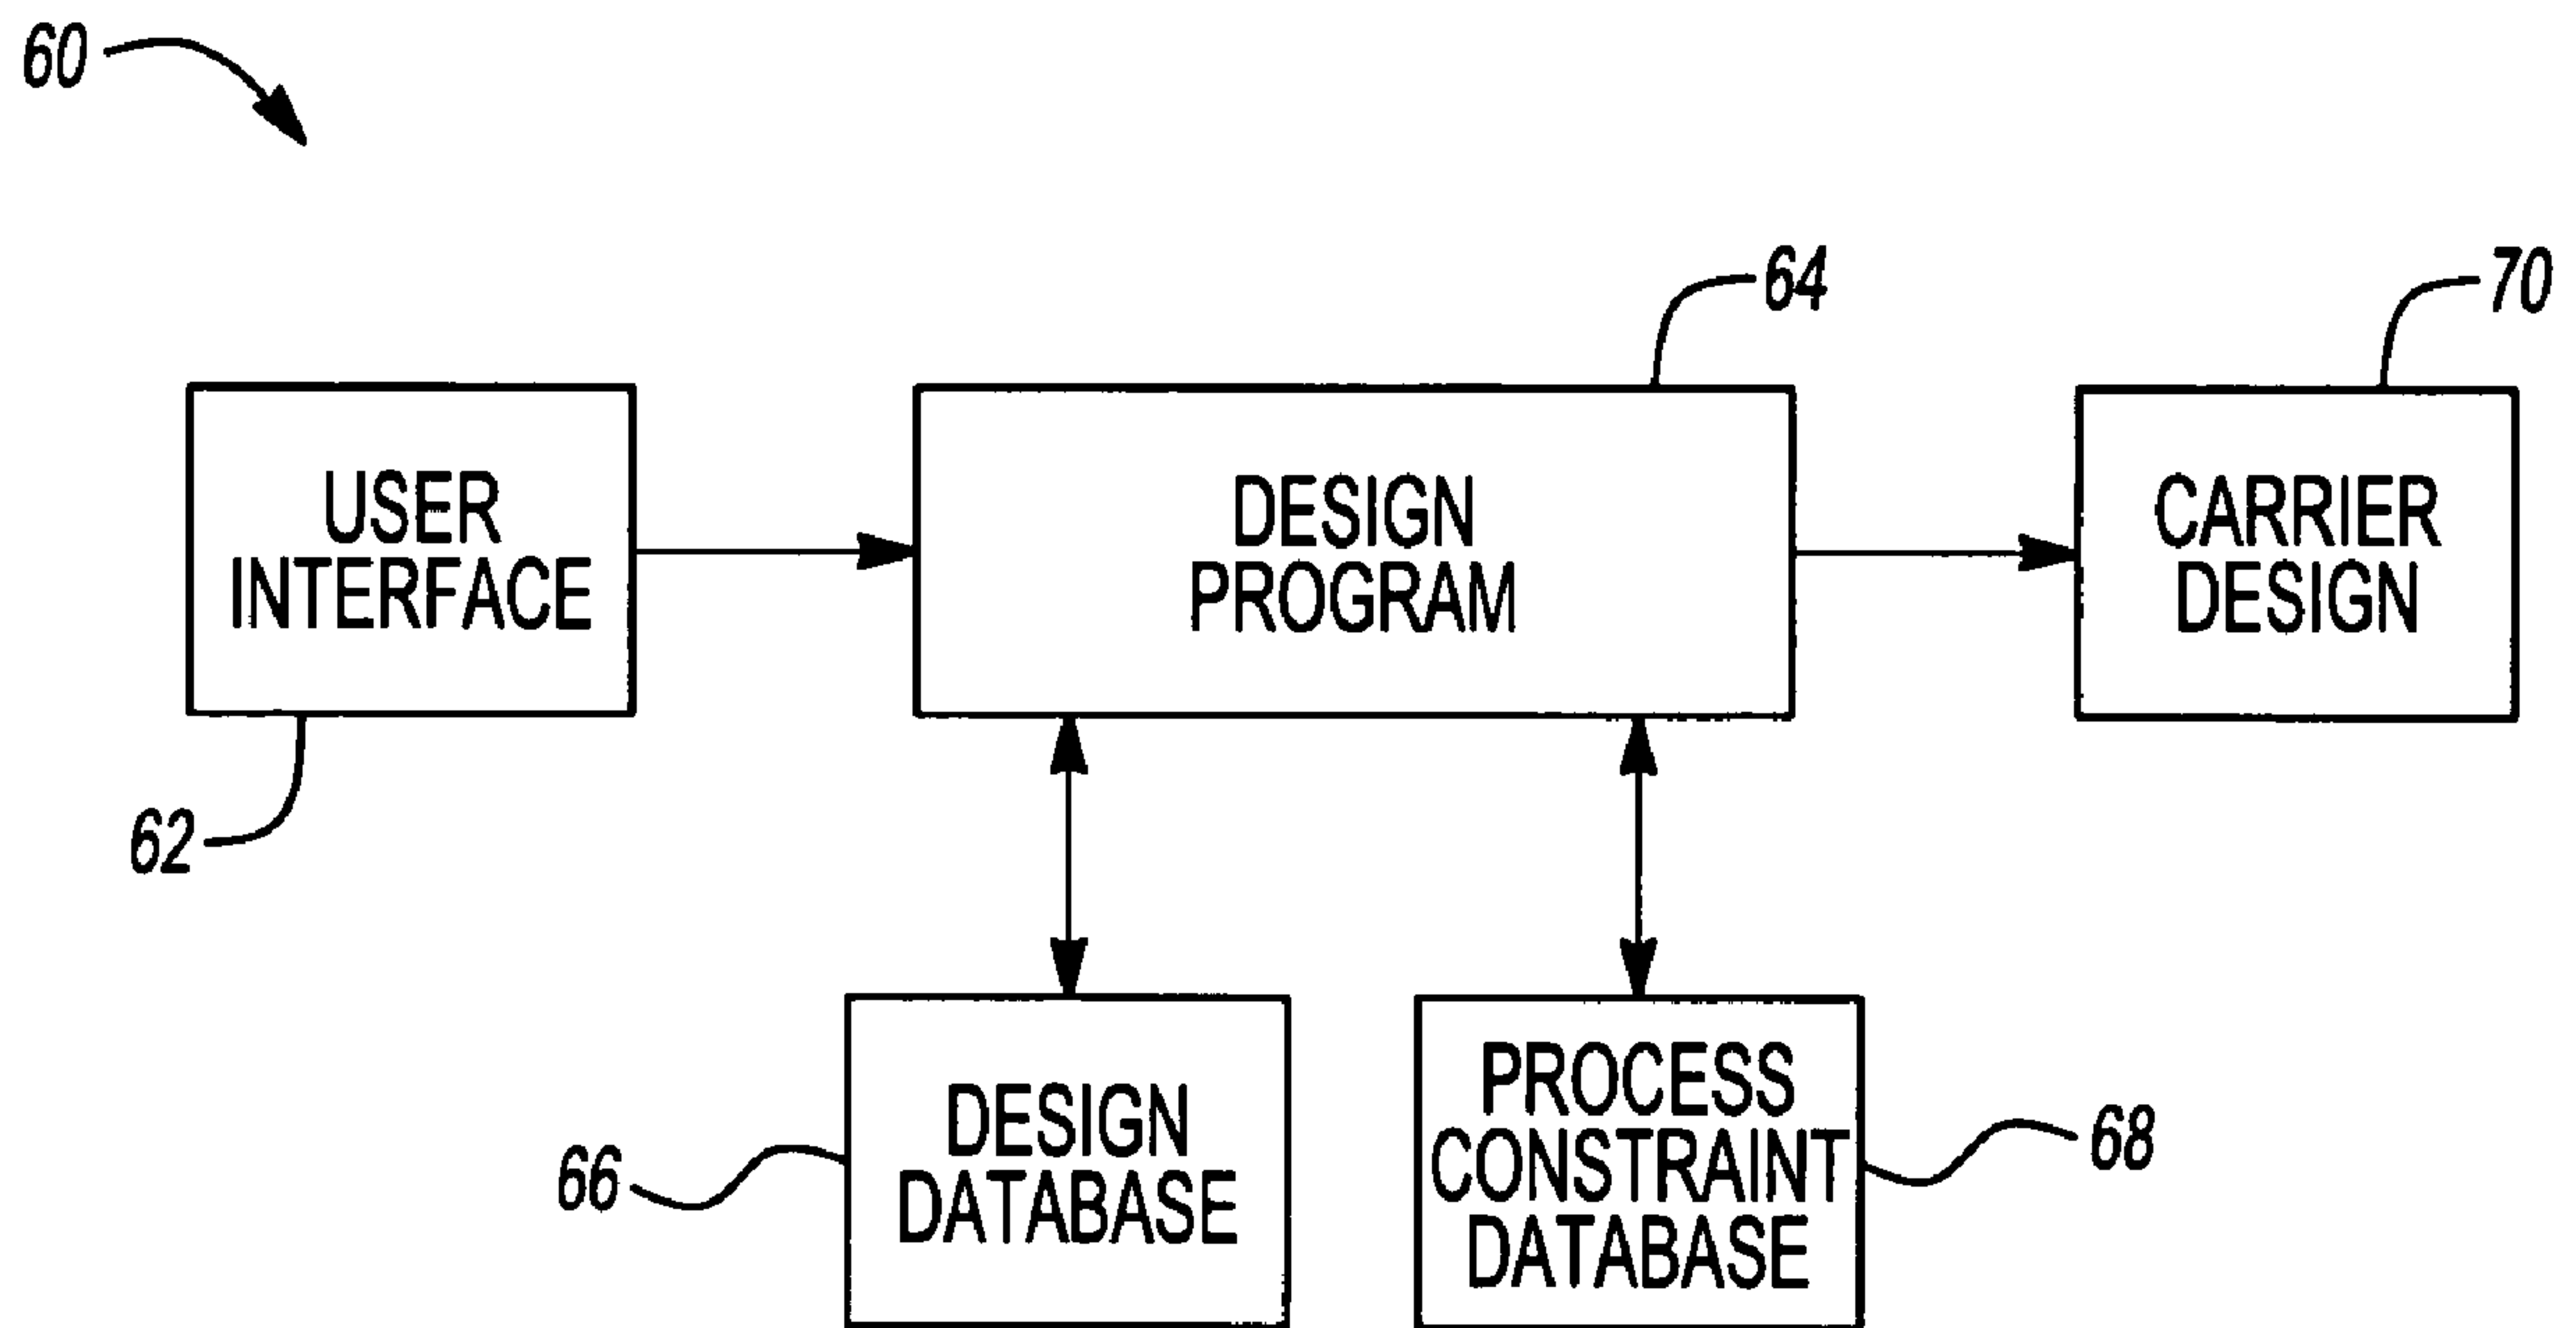 60
64
70
USER
INTERFACE
DESIGN
PROGRAM
CARRIER
DESIGN
62
DESIGN
DATABASE
PROCESS
CONSTRAINT
DATABASE
66
68